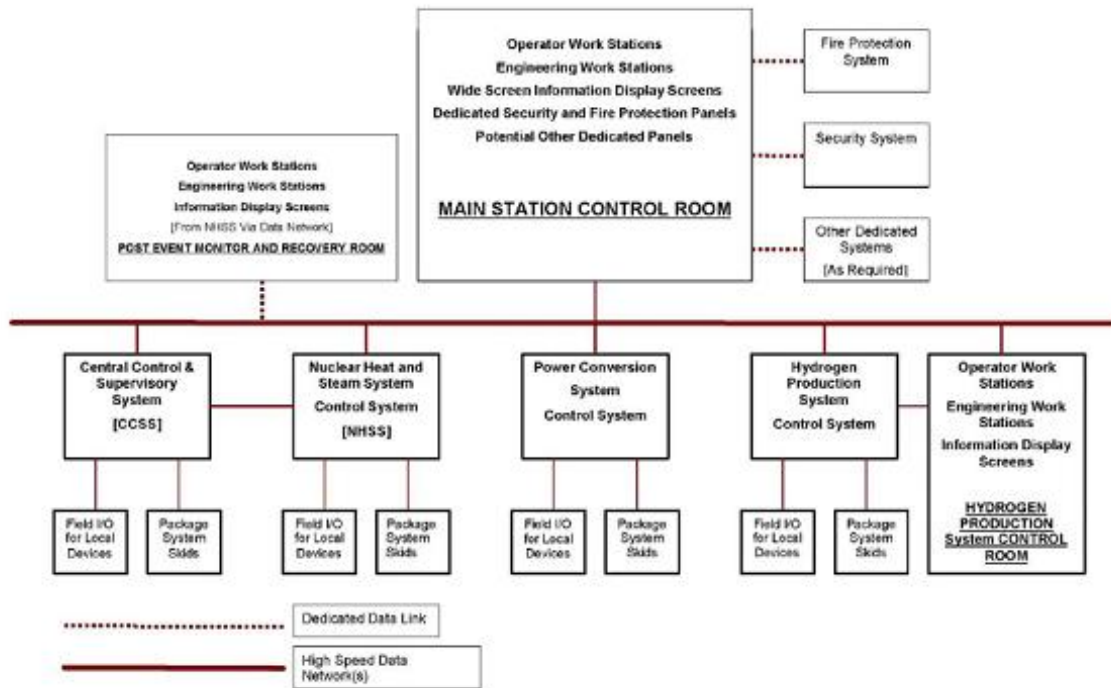 Operator Work Stations
Engineering Work Stations
Wide Screen Information Display Screens
Dedicated Security and Fire Protection Panels
Potential Other Dedicated Panels
MAIN STATION CONTROL ROOM
Fire Protection
System
Security System
Other Dedicated
Systems
[As Required]
Operator Work Stations
Engineering Work Stations
Information Display Screens
[From NHSS Via Data Network]
POST EVENT MONITOR AND RECOVERY ROOM
Central Control &
Supervisory
System
[CCSS]
Nuclear Heat and
Steam System
Control System
[NHSS]
Power Conversion
System
Control System
Hydrogen
Production
System
Control System
Operator Work
Stations
Engineering Work
Stations
Information Display
Screens
HYDROGEN
PRODUCTION
System CONTROL
ROOM
Field I/O
for Local
Devices
Package
System
Skids
Field I/O
for Local
Devices
Package
System
Skids
Field I/O
for Local
Devices
Package
System
Skids
Field I/O
for Local
Devices
Package
System
Skids
Dedicated Data Link
High Speed Data
Network(s)